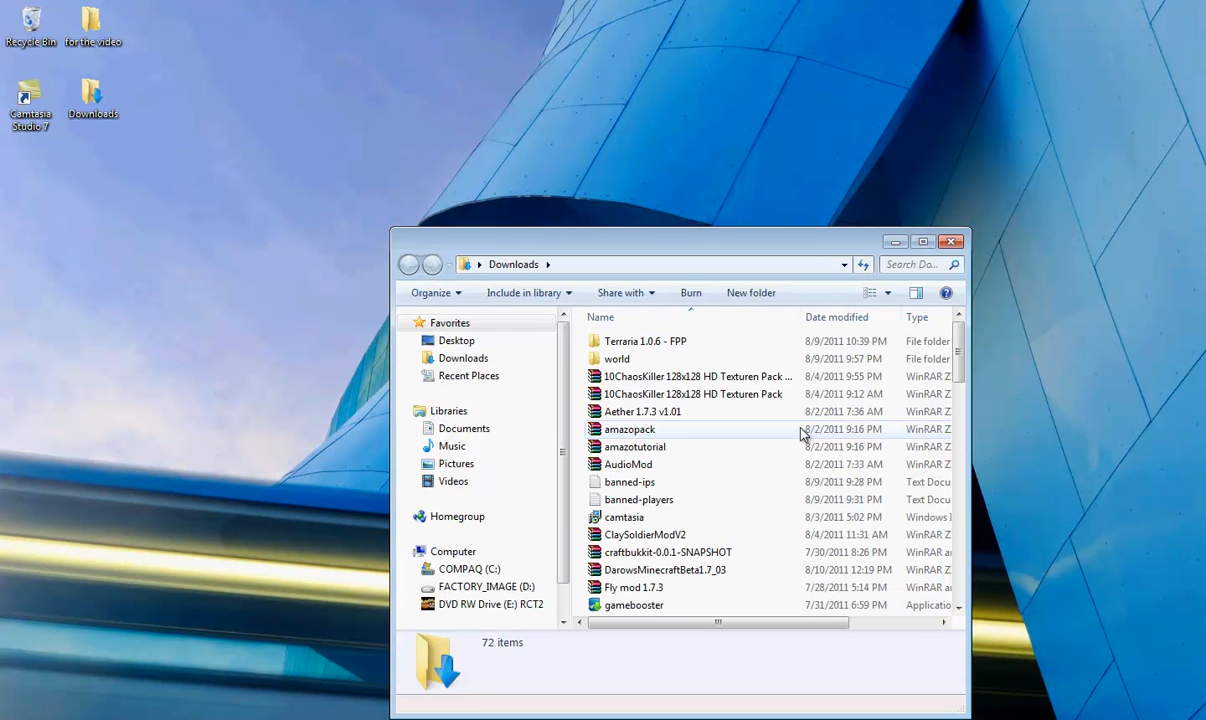 Recycle Bin
for the video
Camtasia
Studio 7
Downloads
Downloads
Search Do...
Organize
Include in library
Share with
Burn
New folder
Name
Date modified
Type
Favorites
Desktop
Downloads
Recent Places
Libraries
Documents
Music
Pictures
Videos
Homegroup
Computer
COMPAQ (C:)
FACTORY_IMAGE (D:)
DVD RW Drive (E:) RCT2
Terraria 1.0.6 - FPP 8/9/2011 10:39 PM File folder
world 8/9/2011 9:57 PM File folder
10ChaosKiller 128x128 HD Texturen Pack ... 8/4/2011 9:55 PM WinRAR Z
10ChaosKiller 128x128 HD Texturen Pack 8/4/2011 9:12 AM WinRAR Z
Aether 1.7.3 v1.01 8/2/2011 7:36 AM WinRAR Z
amazopack 8/2/2011 9:16 PM WinRAR Z
amazotutorial 8/2/2011 9:16 PM WinRAR Z
AudioMod 8/2/2011 7:33 AM WinRAR Z
banned-ips 8/9/2011 9:28 PM Text Docu
banned-players 8/9/2011 9:31 PM Text Docu
camtasia 8/3/2011 5:02 PM Windows I
ClaySoldierModV2 8/4/2011 11:31 AM WinRAR Z
craftbukkit-0.0.1-SNAPSHOT 7/30/2011 8:26 PM WinRAR ar
DarowsMinecraftBeta1.7_03 8/10/2011 12:19 PM WinRAR ar
Fly mod 1.7.3 7/28/2011 5:14 PM WinRAR ar
gamebooster 7/31/2011 6:59 PM Applicatio
72 items